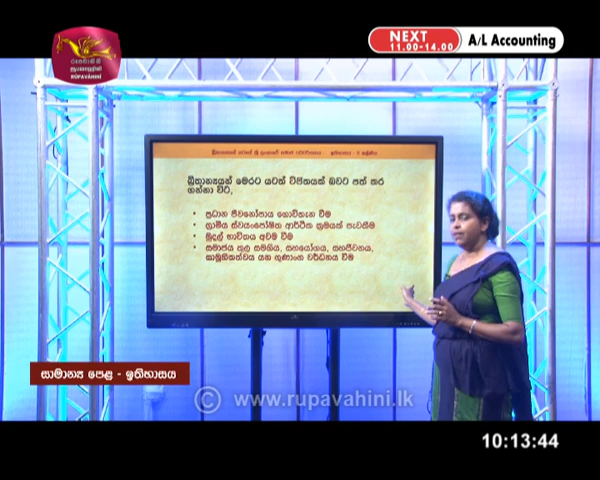 NEXT
11.00-14.00
A/L Accounting
රූපවාහිනී
RUPAVAHINI
බ්‍රිතාන්‍යයන් මෙරට යටත් විජිතයක් බවට පත් කර
ගන්නා විට,
• ප්‍රධාන ජීවනෝපාය ගොවිතැන වීම
• ග්‍රාමීය ස්වයංපෝෂිත ආර්ථික ක්‍රමයක් පැවතීම
• මුදල් භාවිතය අවම වීම
• සමාජය තුල සමගිය, සහයෝගය, සහජීවනය,
සාමූහිකත්වය යන ගුණාංග වර්ධනය වීම
සාමාන්‍ය පෙළ - ඉතිහාසය
© www.rupavahini.lk
10:13:44